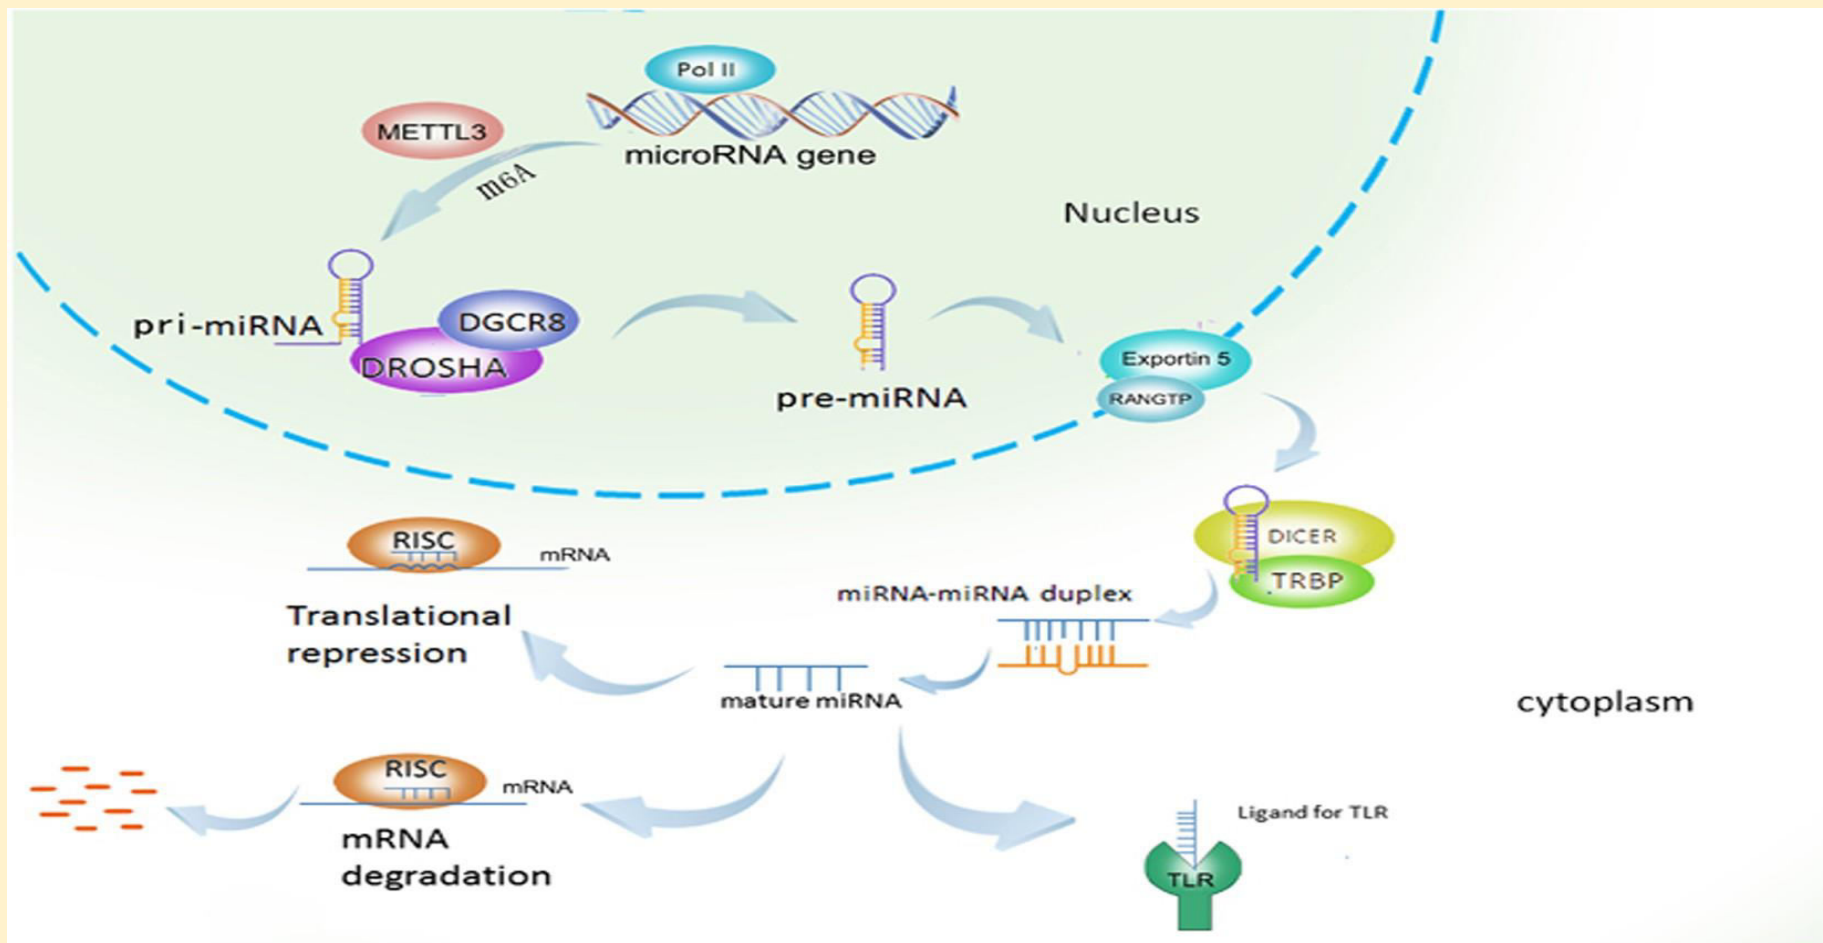 Pol II
METTL3
microRNA gene
m6A
Nucleus
pri-miRNA
DGCR8
DROSHA
pre-miRNA
Exportin 5
RANGTP
RISC
mRNA
Translational
repression
DICER
TRBP
miRNA-miRNA duplex
mature miRNA
cytoplasm
RISC
mRNA
mRNA
degradation
Ligand for TLR
TLR